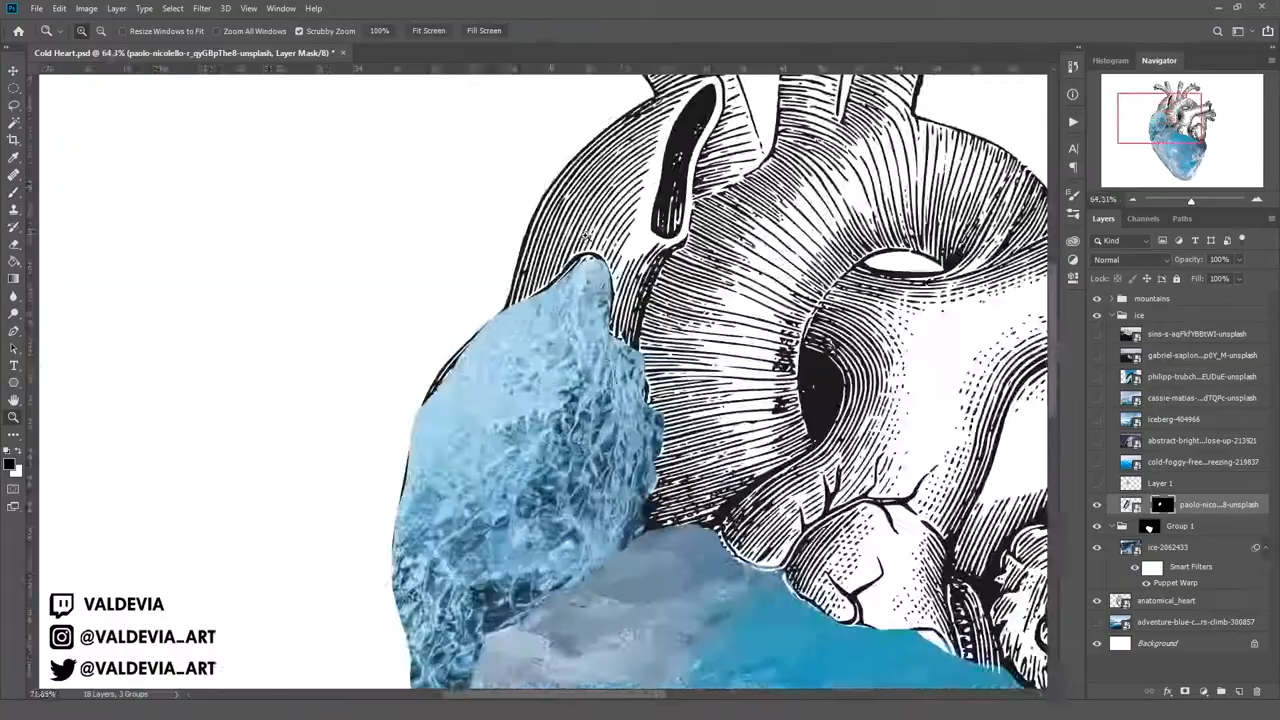 Ps File Edit Image Layer Type Select Filter 3D View Window Help
Resize Windows to Fit Zoom All Windows Scrubby Zoom 100% Fit Screen Fill Screen
Cold Heart.psd @ 64.3% (paolo-nicolello-r_qyGBpThe8-unsplash, Layer Mask/8) *
Histogram Navigator
64.31%
Layers Channels Paths
Kind
Normal Opacity: 100%
Lock: Fill: 100%
mountains
ice
sins-s-aqFkfYBBtWI-unsplash
gabriel-saplon...p0Y_M-unsplash
philipp-trubch...EUDuE-unsplash
cassie-matias-...dTQPc-unsplash
iceberg-404966
abstract-bright...lose-up-213921
cold-foggy-free...reezing-219837
Layer 1
paolo-nico...8-unsplash
Group 1
ice-2062433
Smart Filters
Puppet Warp
anatomical_heart
adventure-blue-c...rs-climb-300857
Background
VALDEVIA
@VALDEVIA_ART
@VALDEVIA_ART
18 Layers, 3 Groups